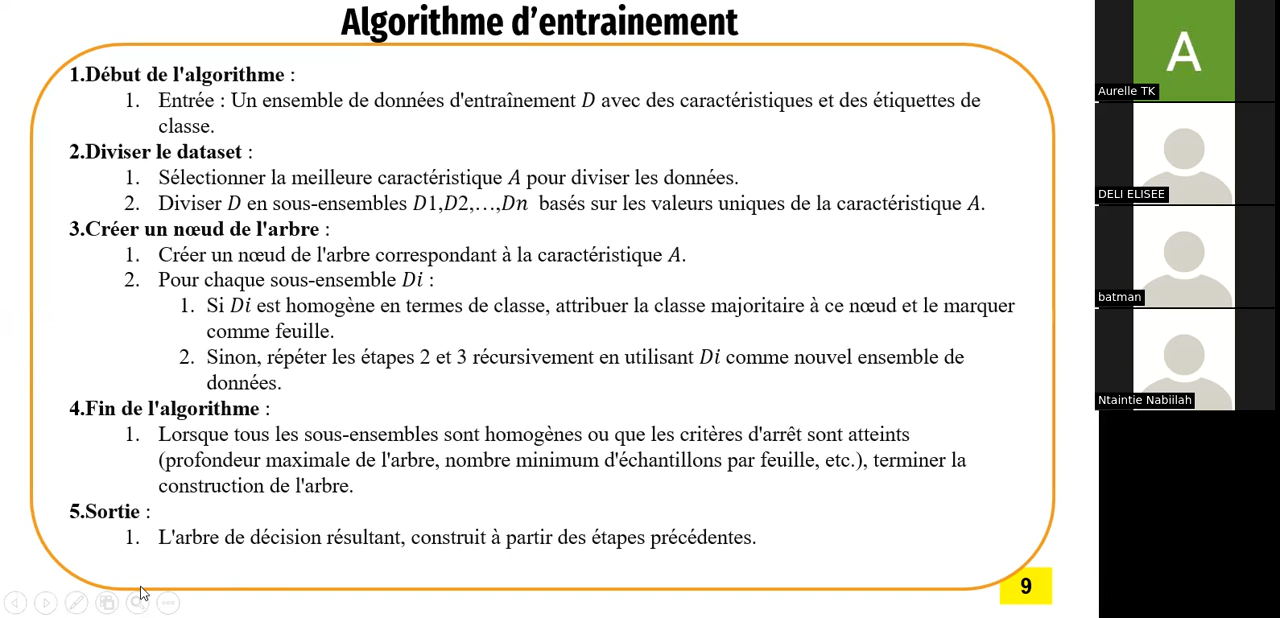 Algorithme d'entrainement
1.Début de l'algorithme :
1. Entrée : Un ensemble de données d'entraînement D avec des caractéristiques et des étiquettes de
classe.
2.Diviser le dataset :
1. Sélectionner la meilleure caractéristique A pour diviser les données.
2. Diviser D en sous-ensembles D1,D2,…,Dn basés sur les valeurs uniques de la caractéristique A.
3.Créer un nœud de l'arbre :
1. Créer un nœud de l'arbre correspondant à la caractéristique A.
2. Pour chaque sous-ensemble Di :
1. Si Di est homogène en termes de classe, attribuer la classe majoritaire à ce nœud et le marquer
comme feuille.
2. Sinon, répéter les étapes 2 et 3 récursivement en utilisant Di comme nouvel ensemble de
données.
4.Fin de l'algorithme :
1. Lorsque tous les sous-ensembles sont homogènes ou que les critères d'arrêt sont atteints
(profondeur maximale de l'arbre, nombre minimum d'échantillons par feuille, etc.), terminer la
construction de l'arbre.
5.Sortie :
1. L'arbre de décision résultant, construit à partir des étapes précédentes.
9
A
Aurelle TK
DELI ELISEE
batman
Ntaintie Nabiilah